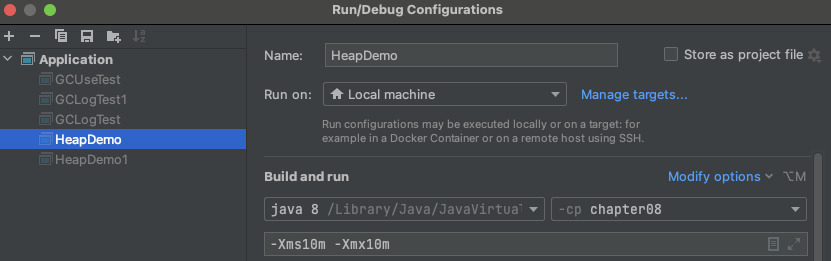 Run/Debug Configurations
Application
GCUseTest
GCLogTest1
GCLogTest
HeapDemo
HeapDemo1
Name: HeapDemo Store as project file
Run on: Local machine Manage targets...
Run configurations may be executed locally or on a target: for
example in a Docker Container or on a remote host using SSH.
Build and run Modify options ⌥M
java 8 /Library/Java/JavaVirtual -cp chapter08
-Xms10m -Xmx10m